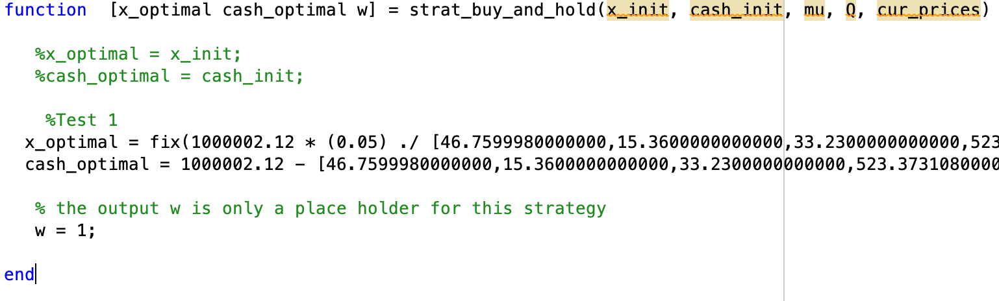 function  [x_optimal cash_optimal w] = strat_buy_and_hold(x_init, cash_init, mu, Q, cur_prices)
%x_optimal = x_init;
%cash_optimal = cash_init;
%Test 1
x_optimal = fix(1000002.12 * (0.05) ./ [46.7599980000000,15.3600000000000,33.2300000000000,523
cash_optimal = 1000002.12 - [46.7599980000000,15.3600000000000,33.2300000000000,523.3731080000
% the output w is only a place holder for this strategy
w = 1;
end